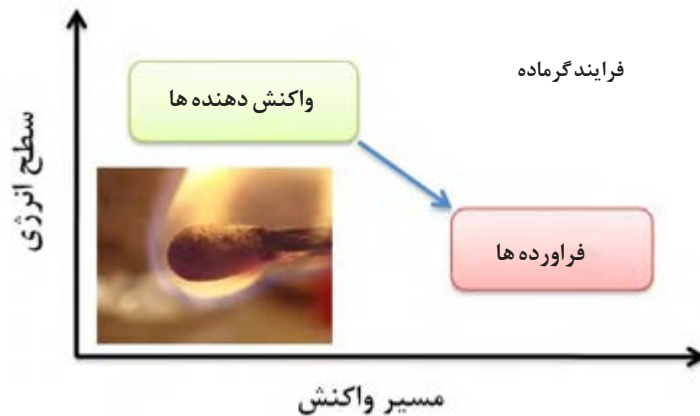 فرایند گرماده
واکنش دهنده ها
سطح انرژی
فراورده ها
مسیر واکنش